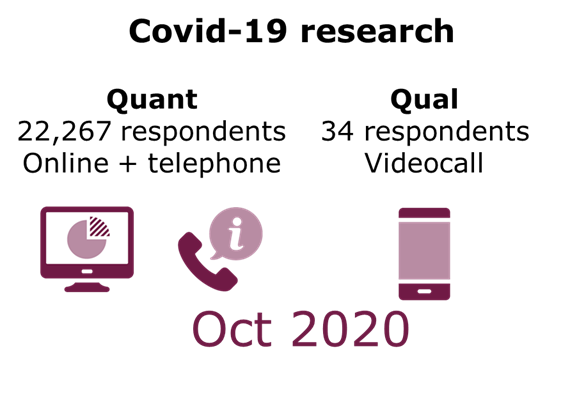 Covid-19 research
Quant
22,267 respondents
Online + telephone
Qual
34 respondents
Videocall
i
Oct 2020